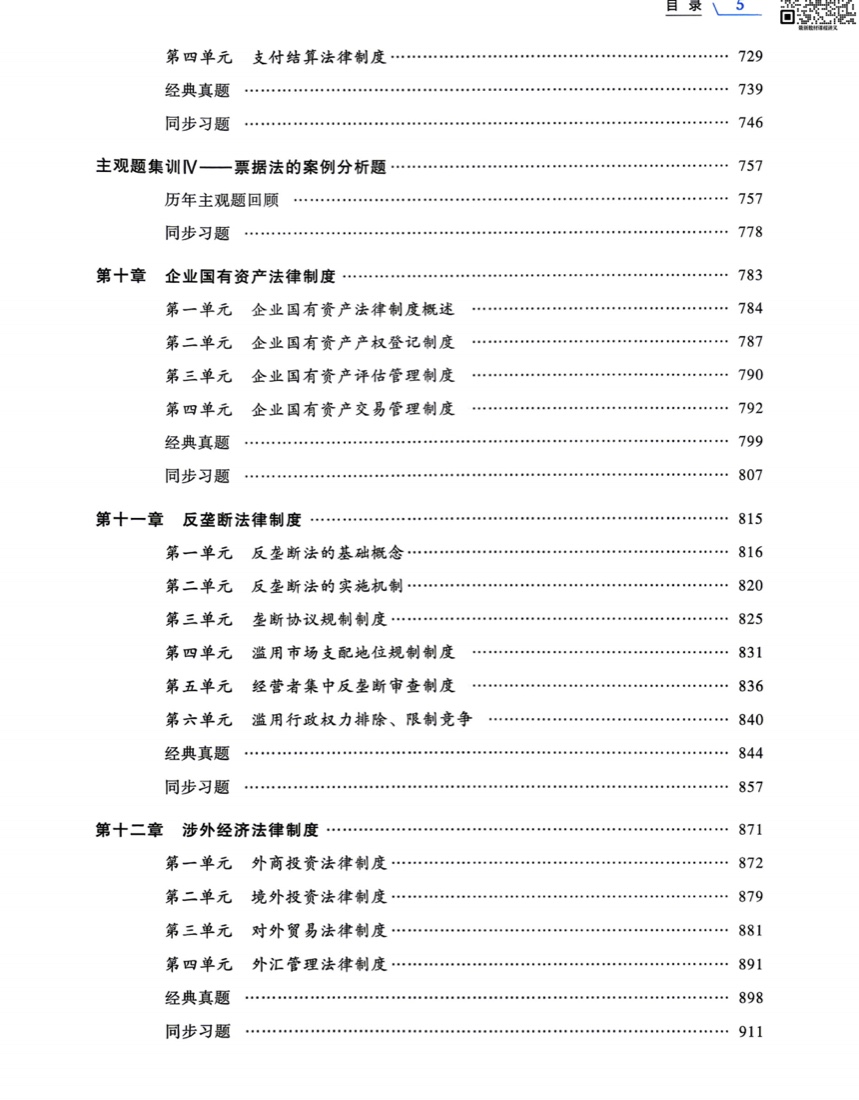 目 录 5
第四单元 支付结算法律制度 …… 729
经典真题 …… 739
同步习题 …… 746
主观题集训Ⅳ——票据法的案例分析题 …… 757
历年主观题回顾 …… 757
同步习题 …… 778
第十章 企业国有资产法律制度 …… 783
第一单元 企业国有资产法律制度概述 …… 784
第二单元 企业国有资产产权登记制度 …… 787
第三单元 企业国有资产评估管理制度 …… 790
第四单元 企业国有资产交易管理制度 …… 792
经典真题 …… 799
同步习题 …… 807
第十一章 反垄断法律制度 …… 815
第一单元 反垄断法的基础概念 …… 816
第二单元 反垄断法的实施机制 …… 820
第三单元 垄断协议规制制度 …… 825
第四单元 滥用市场支配地位规制制度 …… 831
第五单元 经营者集中反垄断审查制度 …… 836
第六单元 滥用行政权力排除、限制竞争 …… 840
经典真题 …… 844
同步习题 …… 857
第十二章 涉外经济法律制度 …… 871
第一单元 外商投资法律制度 …… 872
第二单元 境外投资法律制度 …… 879
第三单元 对外贸易法律制度 …… 881
第四单元 外汇管理法律制度 …… 891
经典真题 …… 898
同步习题 …… 911